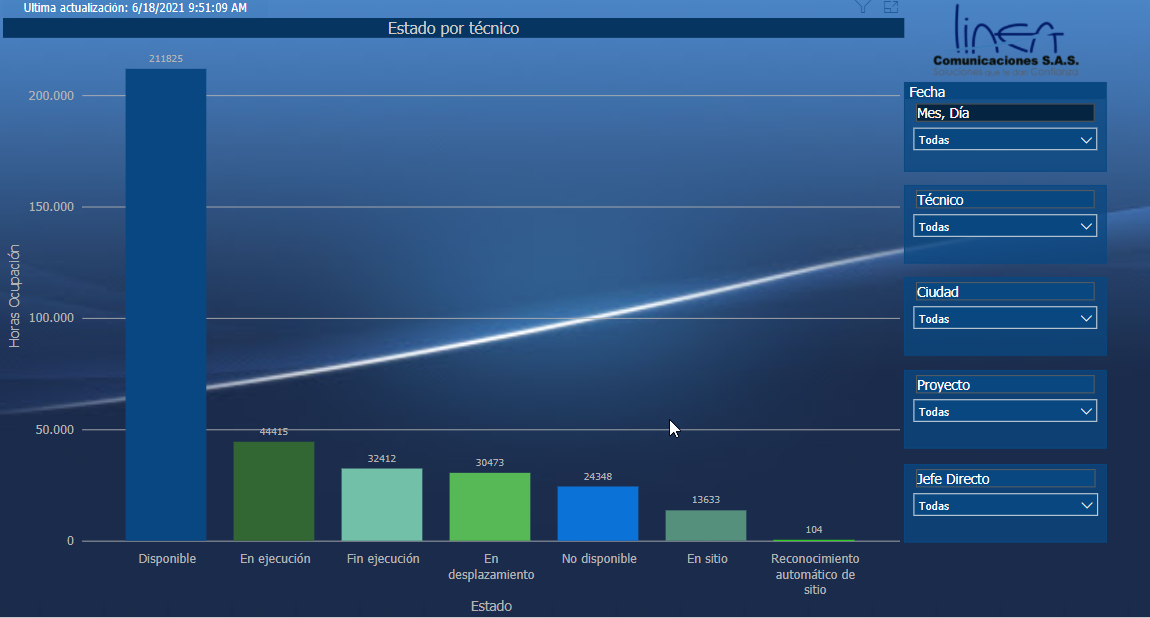 Ultima actualización: 6/18/2021 9:51:09 AM
Estado por técnico
Linert
Comunicaciones S.A.S.
Fecha
Mes, Día
Todas
Técnico
Todas
Ciudad
Todas
Proyecto
Todas
Jefe Directo
Todas
Horas Ocupación
200.000
150.000
100.000
50.000
0
211825
44415
32412
30473
24348
13633
104
Disponible
En ejecución
Fin ejecución
En
desplazamiento
No disponible
En sitio
Reconocimiento
automático de
sitio
Estado